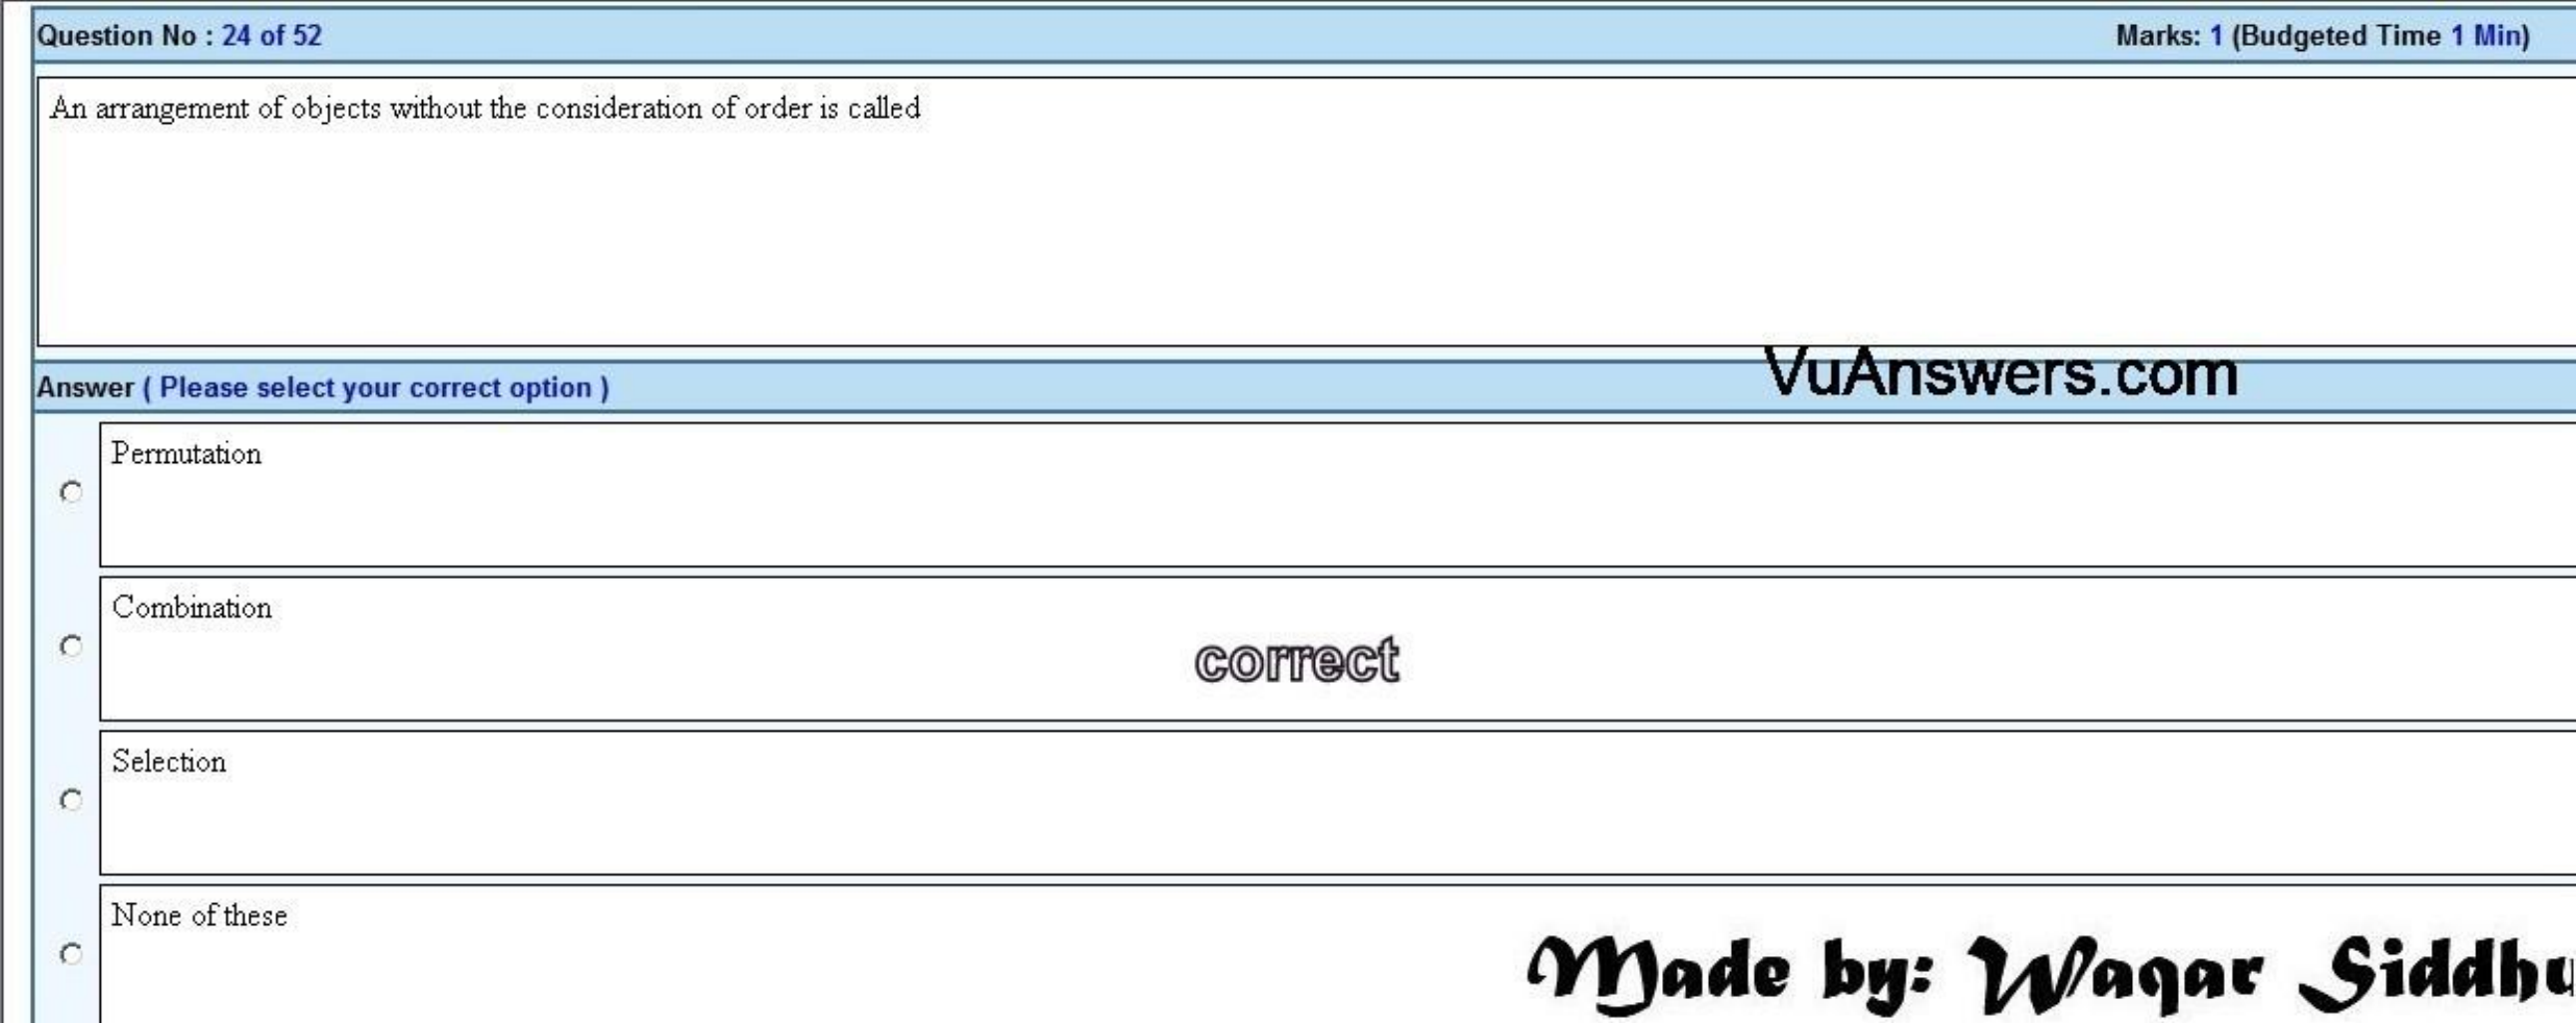 Question No : 24 of 52 Marks: 1 (Budgeted Time 1 Min)
An arrangement of objects without the consideration of order is called
VuAnswers.com
Answer ( Please select your correct option )
Permutation
Combination
correct
Selection
None of these
Made by: Waqar Siddhu